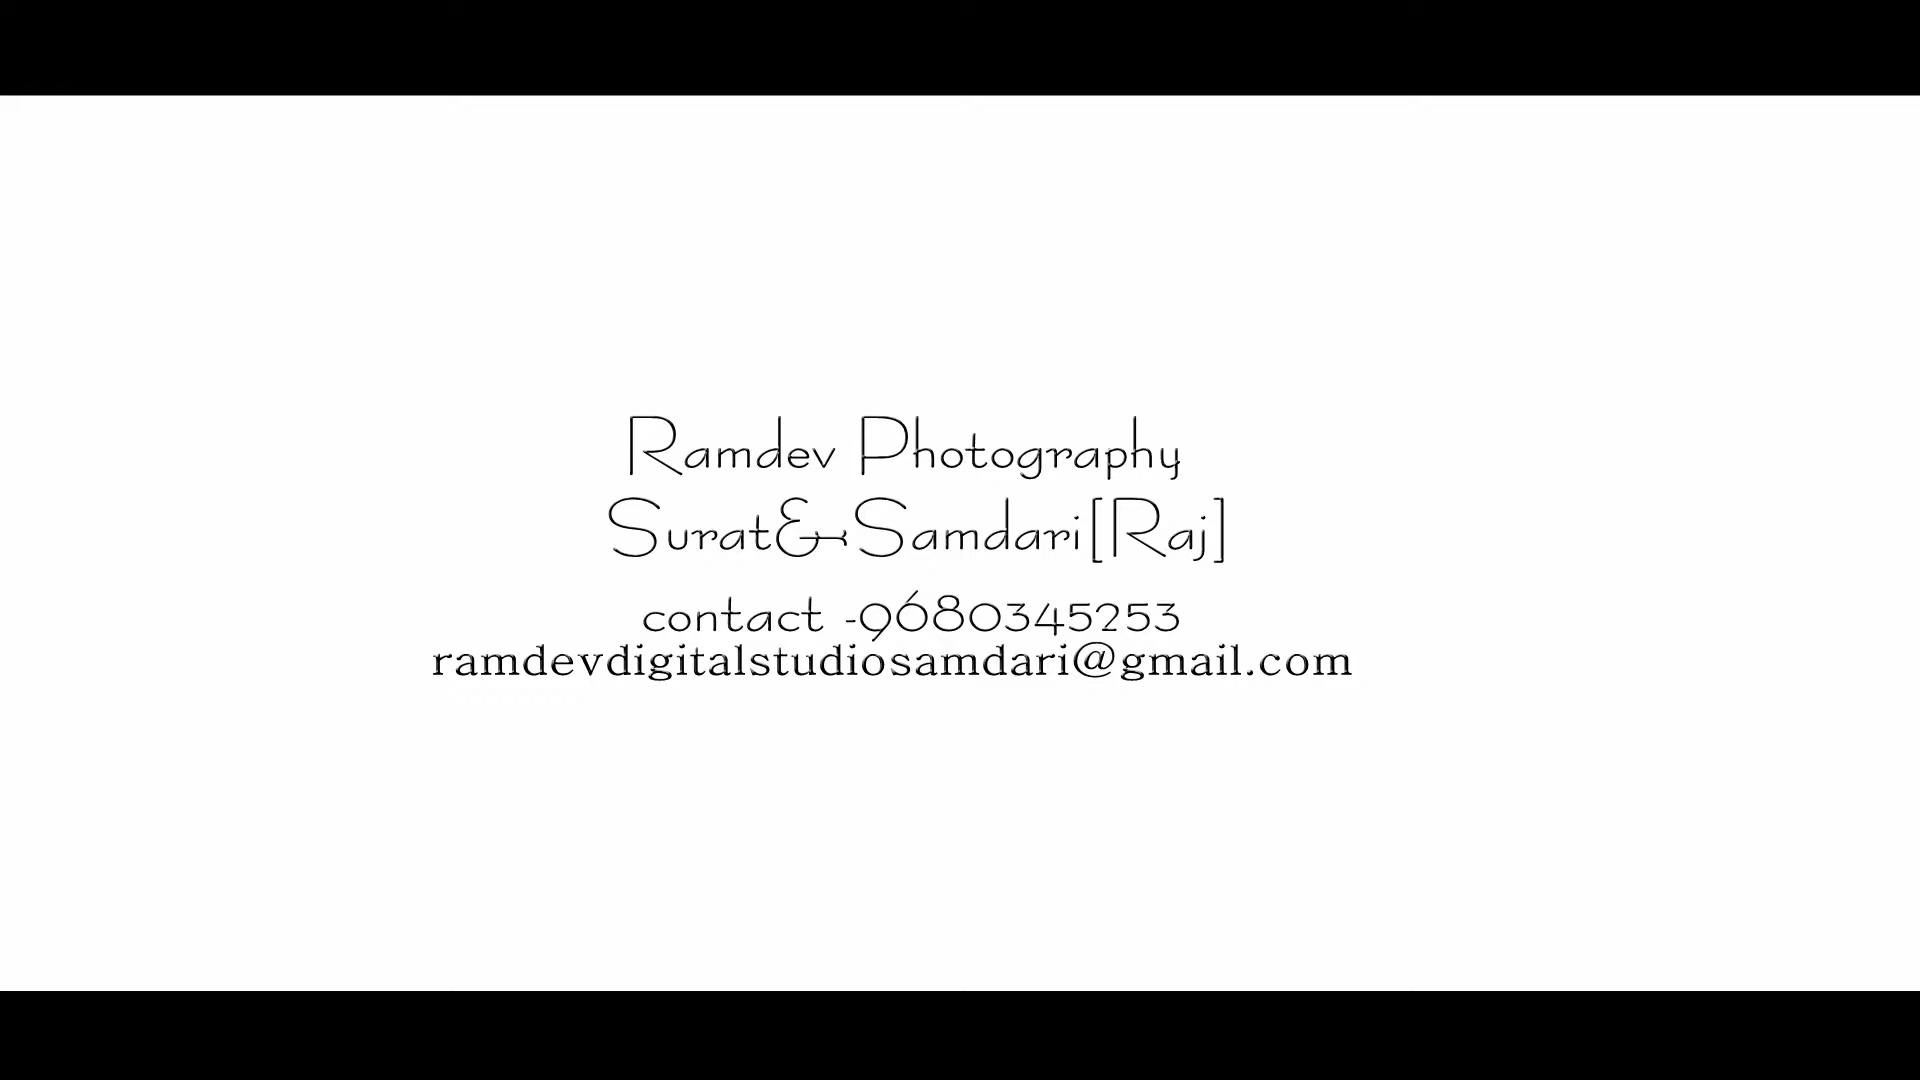 Ramdev Photography
Surat&Samdari[Raj]
contact -9680345253
ramdevdigitalstudiosamdari@gmail.com